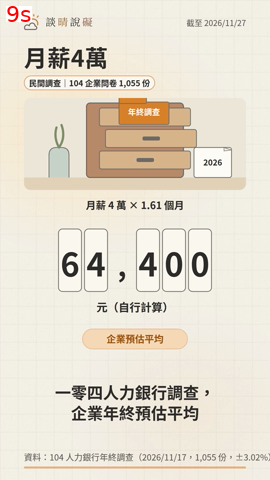 9s
談晴說礙
截至 2026/11/27
月薪4萬
民間調查｜104 企業問卷 1,055 份
年終調查
2026
月薪 4 萬 × 1.61 個月
64,400
元（自行計算）
企業預估平均
一零四人力銀行調查，
企業年終預估平均
資料：104 人力銀行年終調查（2026/11/17，1,055 份，±3.02%）